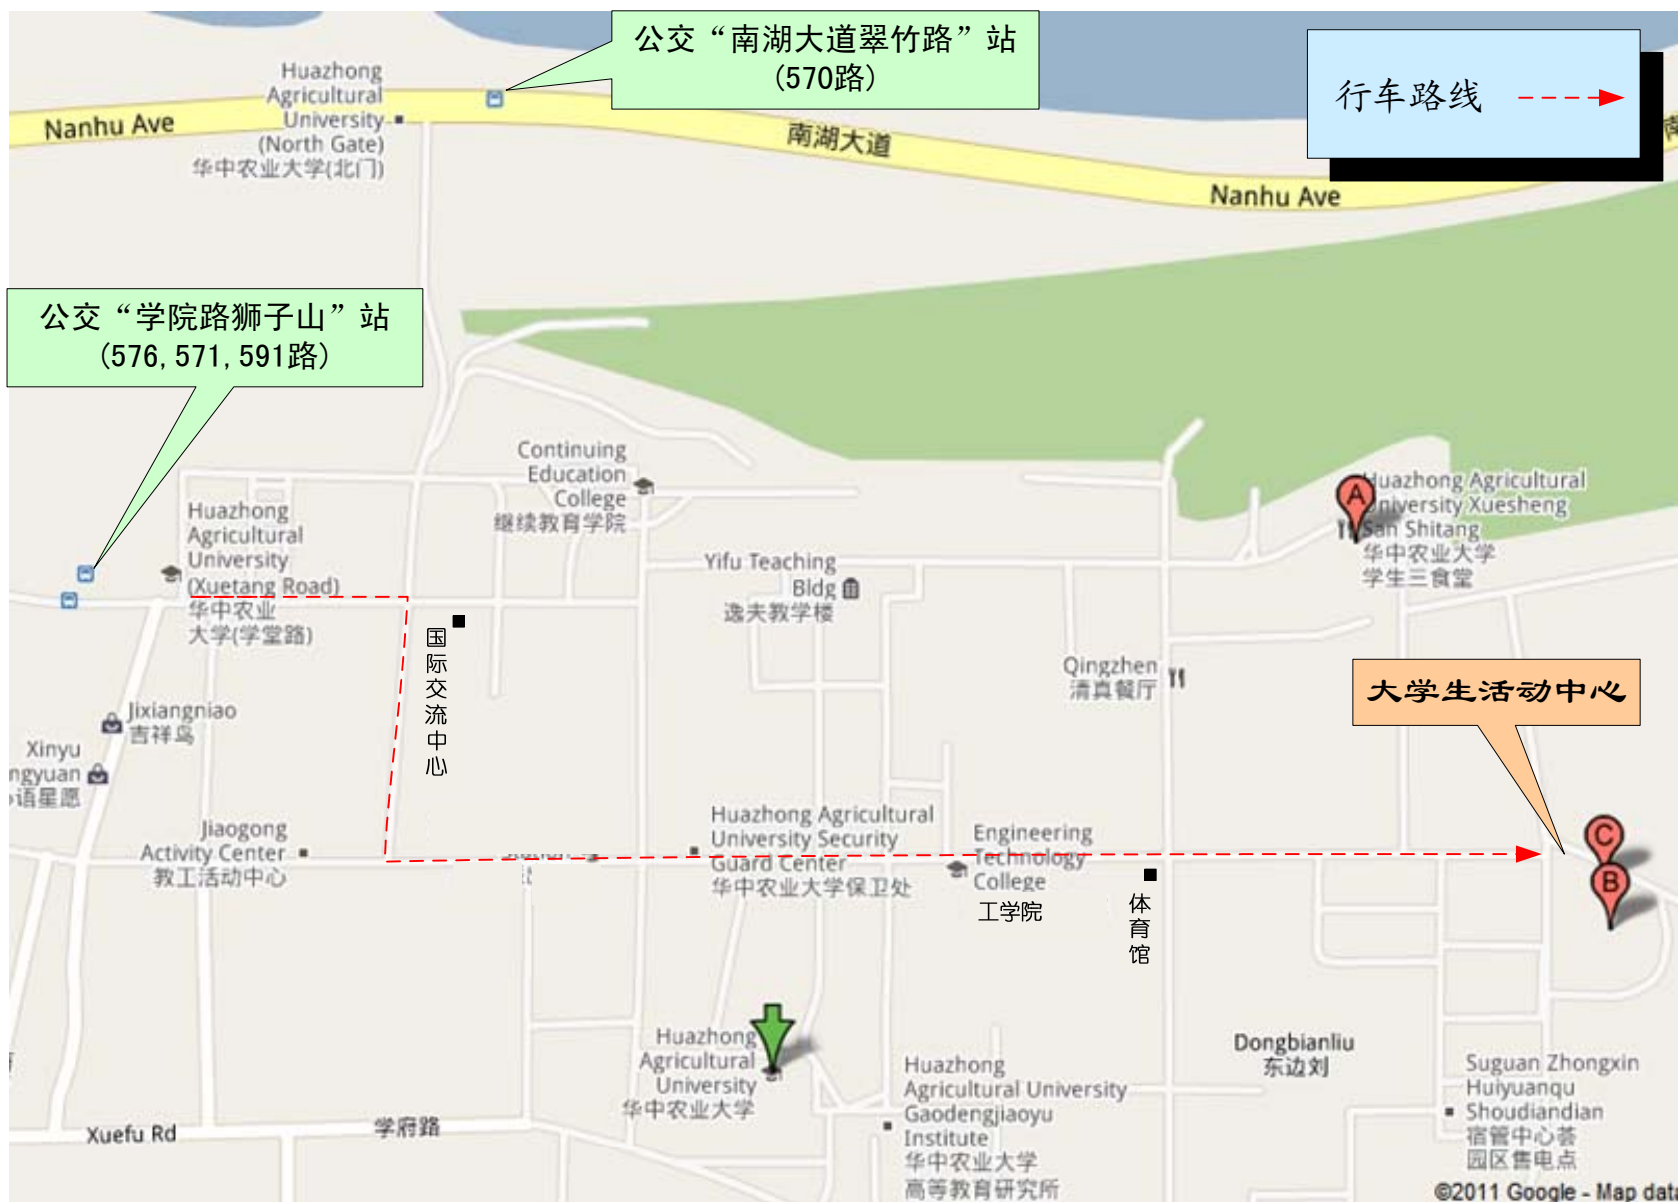 公交“南湖大道翠竹路”站
(570路)
行车路线
Huazhong
Agricultural
University
(North Gate)
华中农业大学(北门)
Nanhu Ave
南湖大道
Nanhu Ave
公交“学院路狮子山”站
(576,571,591路)
Continuing
Education
College
继续教育学院
Huazhong
Agricultural
University
(Xuetang Road)
华中农业
大学(学堂路)
A
Huazhong Agricultural
University Xuesheng
San Shitang
华中农业大学
学生三食堂
Yifu Teaching
Bldg
逸夫教学楼
国际交流中心
Qingzhen
清真餐厅
大学生活动中心
Jixiangniao
吉祥鸟
Xinyu
ngyuan
语星愿
Jiaogong
Activity Center
教工活动中心
Huazhong Agricultural
University Security
Guard Center
华中农业大学保卫处
Engineering
Technology
College
工学院
体育馆
C
B
Huazhong
Agricultural
University
华中农业大学
Dongbianliu
东边刘
Huazhong
Agricultural University
Gaodengjiaoyu
Institute
华中农业大学
高等教育研究所
Suguan Zhongxin
Huiyuanqu
Shoudiandian
宿管中心荟
园区售电点
Xuefu Rd
学府路
©2011 Google - Map dat